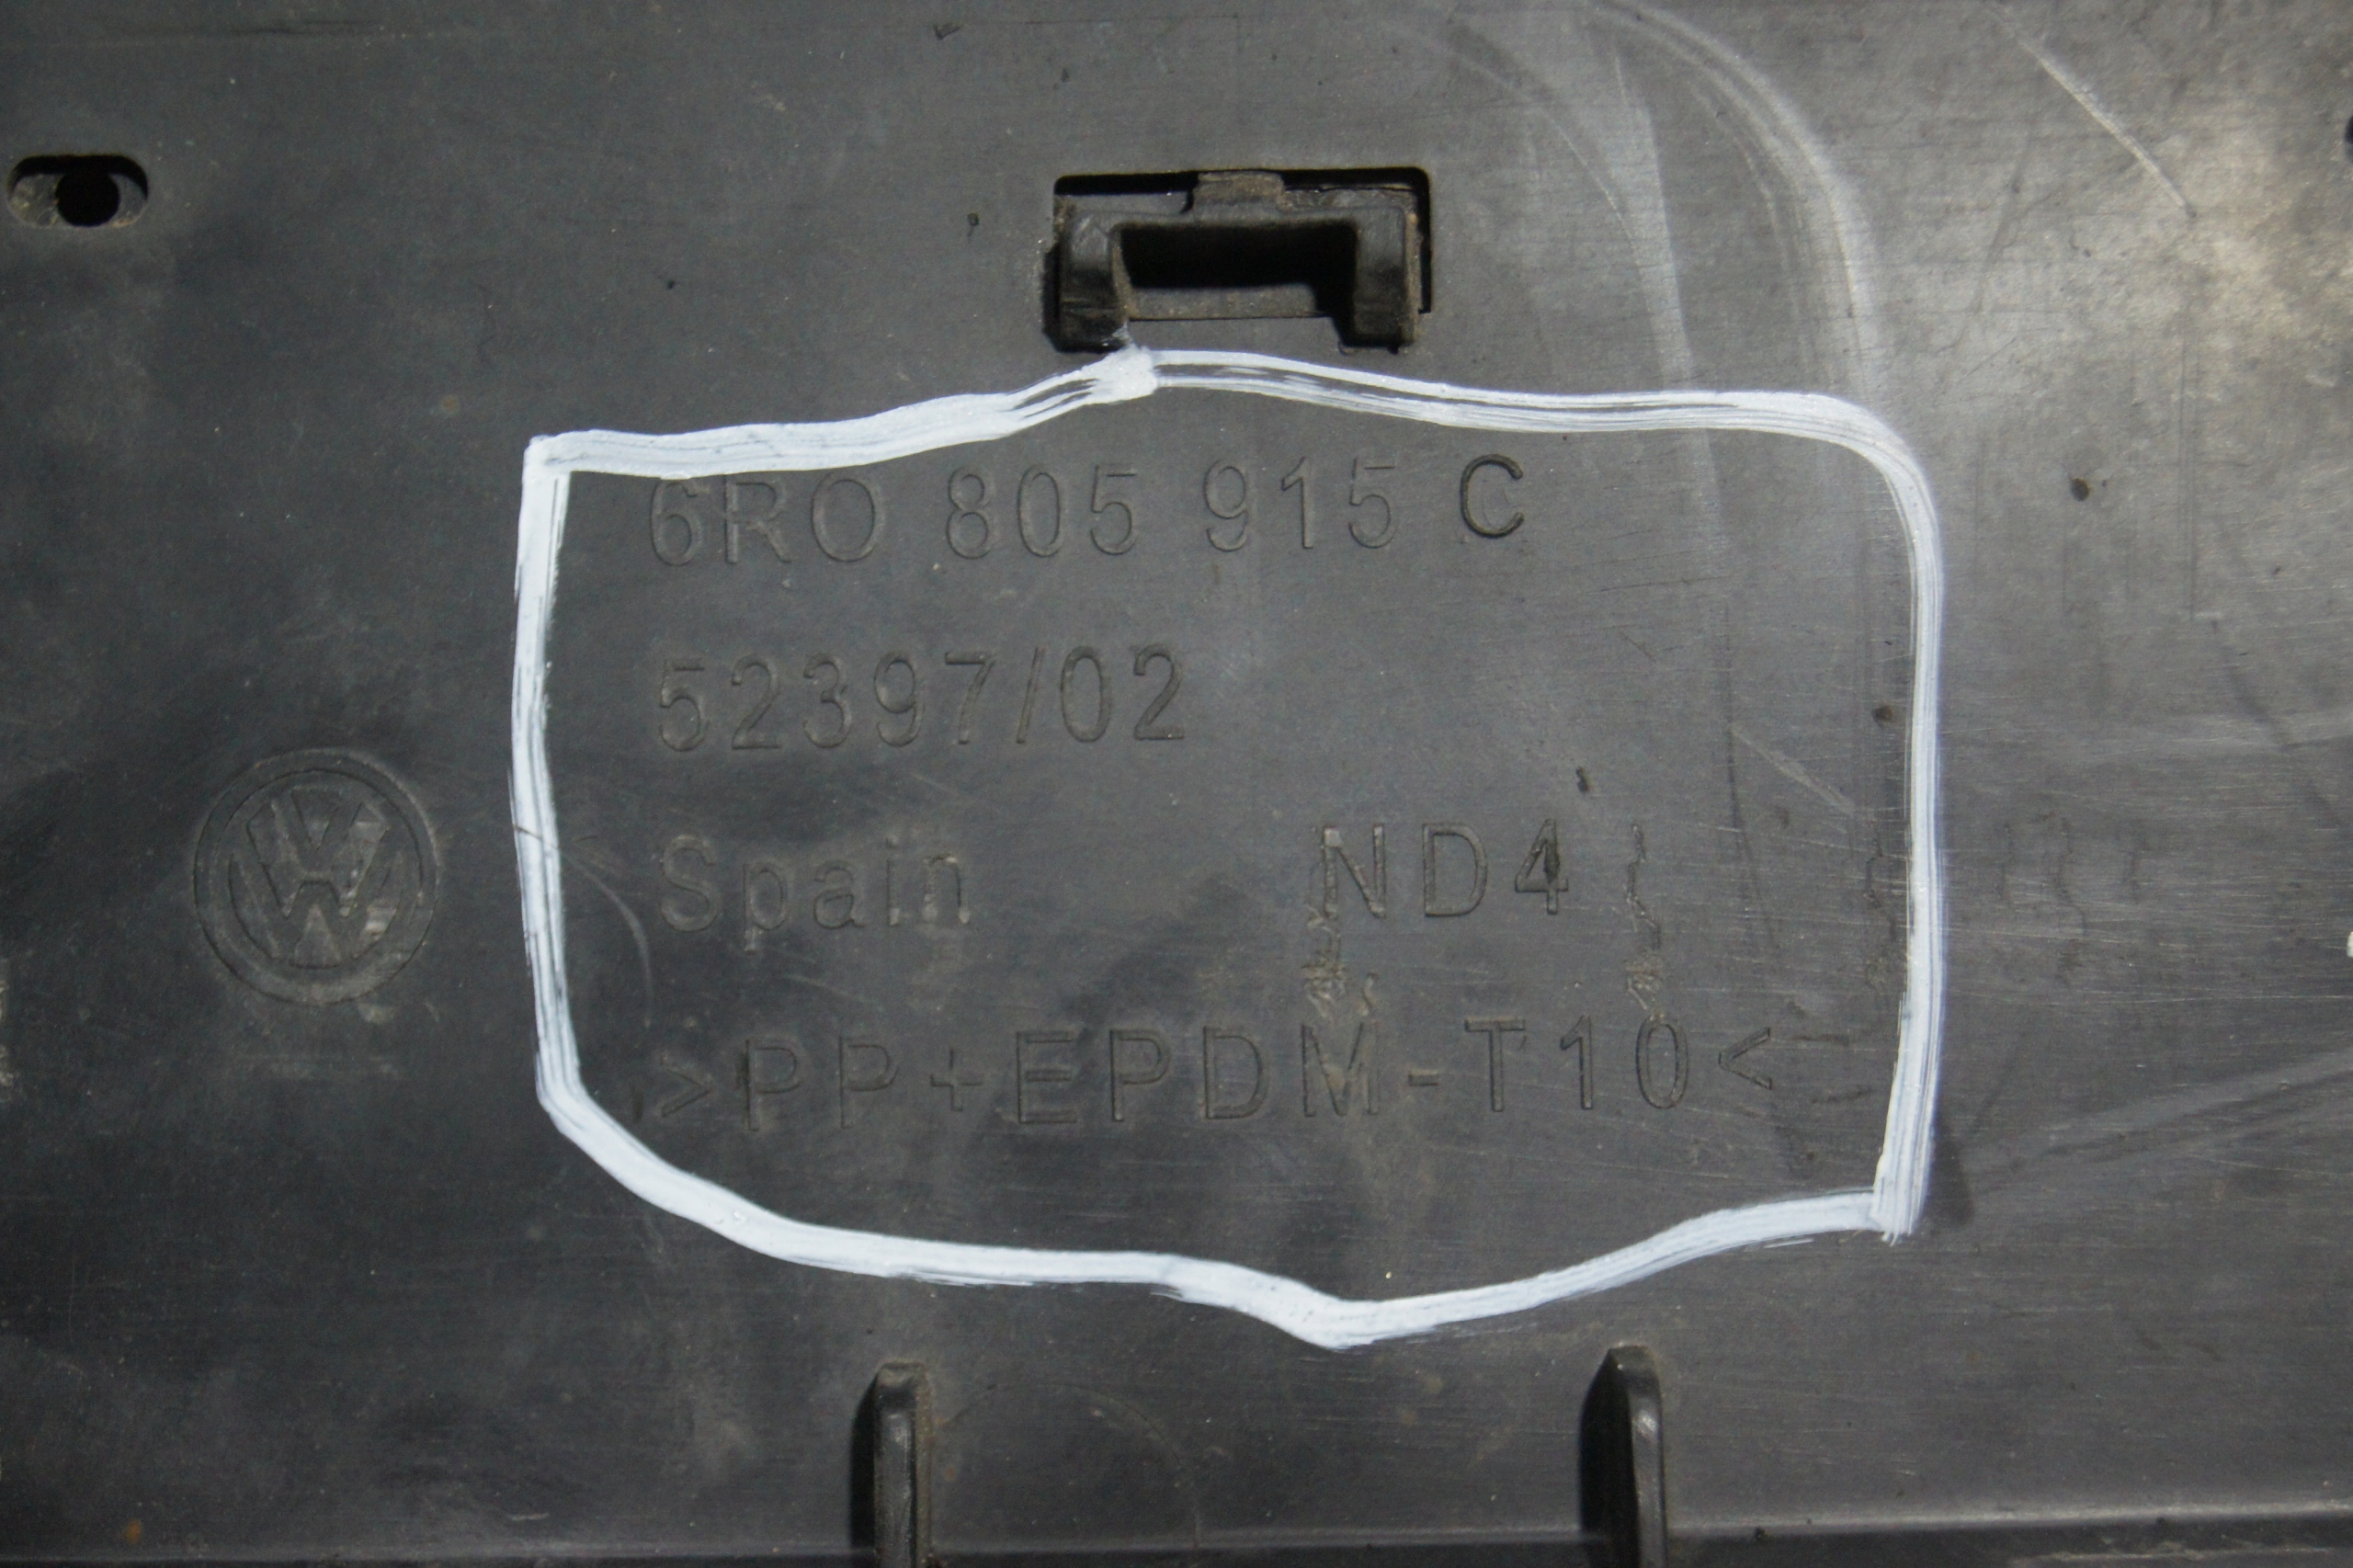 6R0 805 915 C
52397/02
Spain ND4
>PP+EPDM-T10<